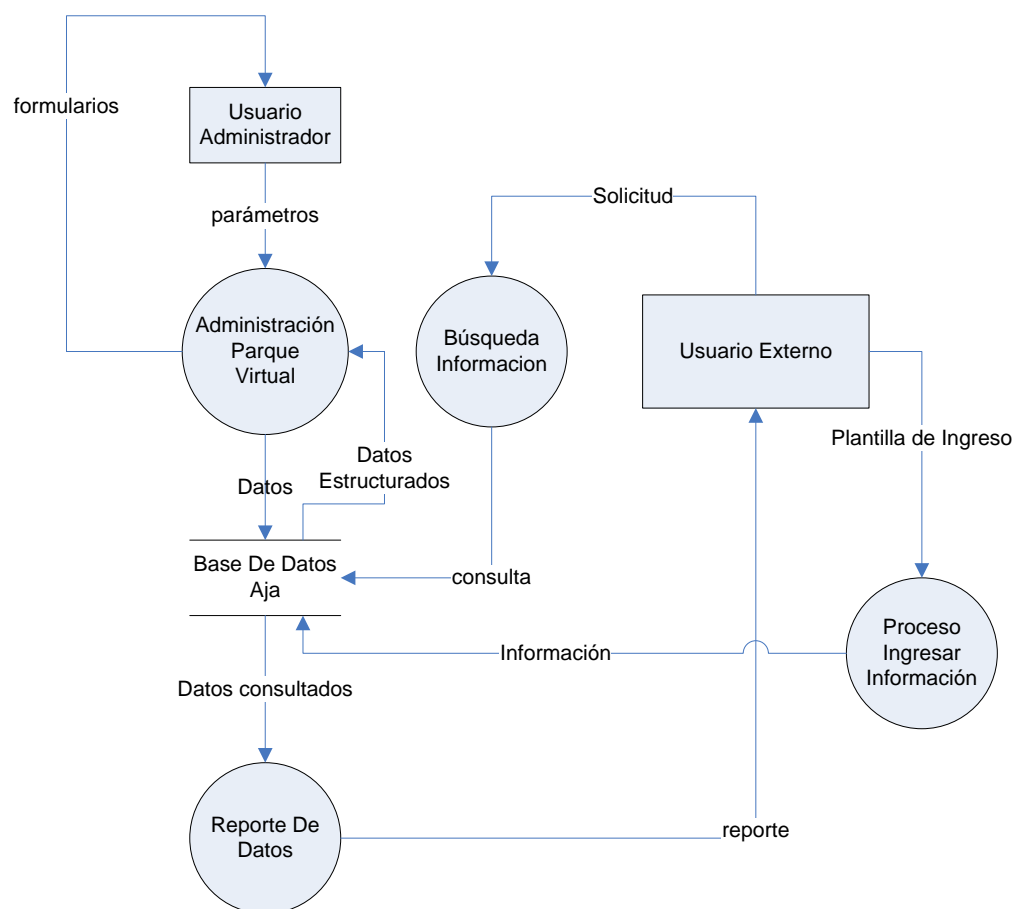 formularios
Usuario
Administrador
parámetros
Solicitud
Administración
Parque
Virtual
Búsqueda
Informacion
Usuario Externo
Plantilla de Ingreso
Datos
Estructurados
Datos
Base De Datos
Aja
consulta
Proceso
Ingresar
Información
Información
Datos consultados
Reporte De
Datos
reporte